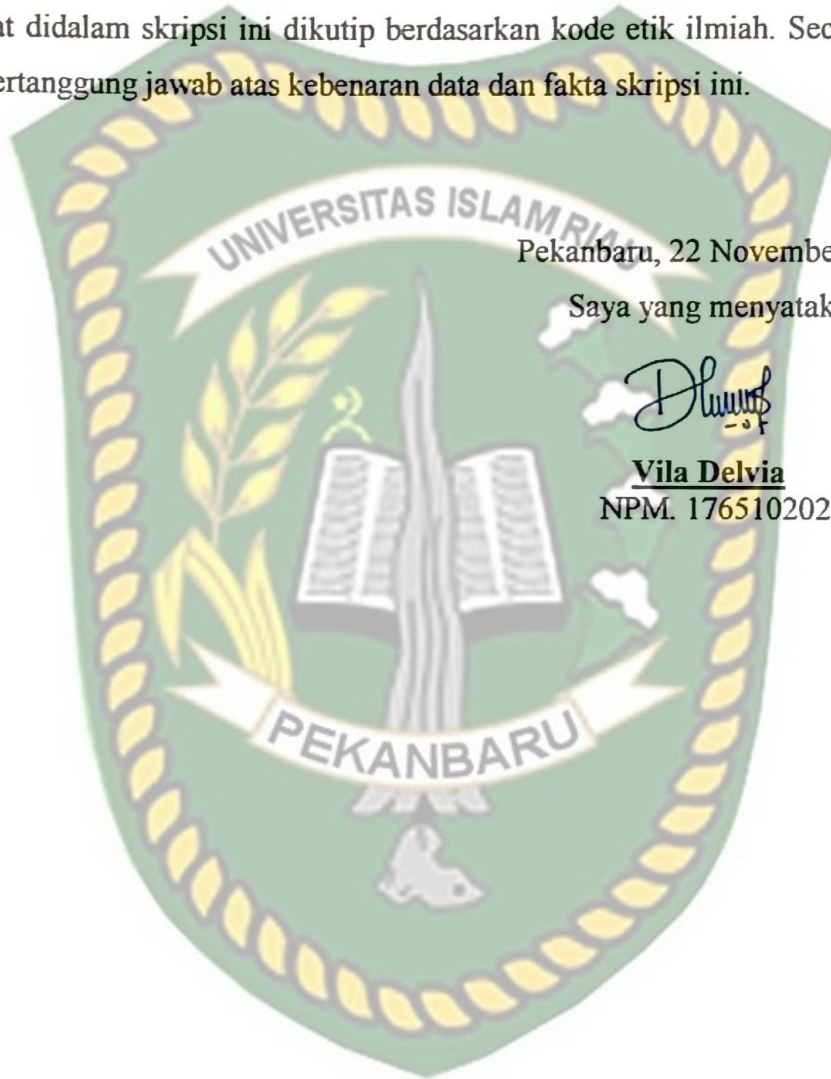 at didalam skripsi ini dikutip berdasarkan kode etik ilmiah. Sec
ertanggung jawab atas kebenaran data dan fakta skripsi ini.
UNIVERSITAS ISLAM RIAU
Pekanbaru, 22 Novembe
Saya yang menyatak
Vila Delvia
NPM. 176510202
PEKANBARU